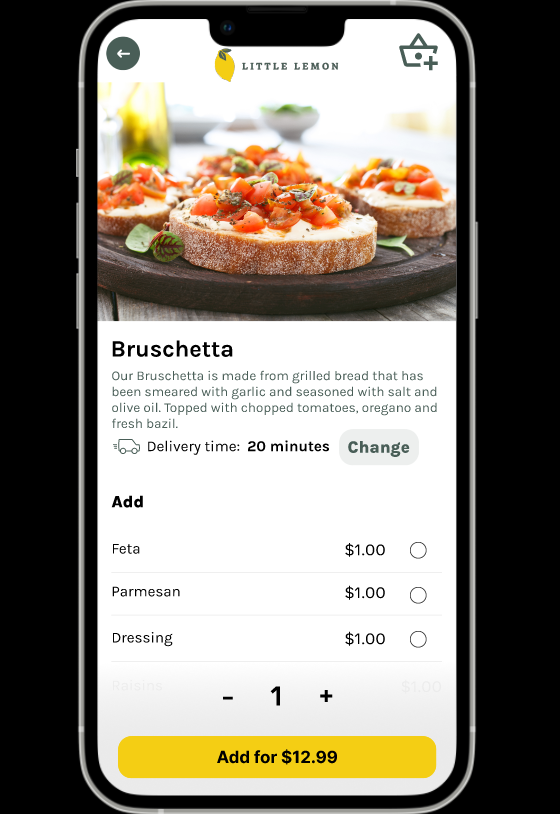 LITTLE LEMON
Bruschetta
Our Bruschetta is made from grilled bread that has
been smeared with garlic and seasoned with salt and
olive oil. Topped with chopped tomatoes, oregano and
fresh bazil.
Delivery time: 20 minutes Change
Add
Feta $1.00
Parmesan $1.00
Dressing $1.00
Raisins $1.00
- 1 +
Add for $12.99